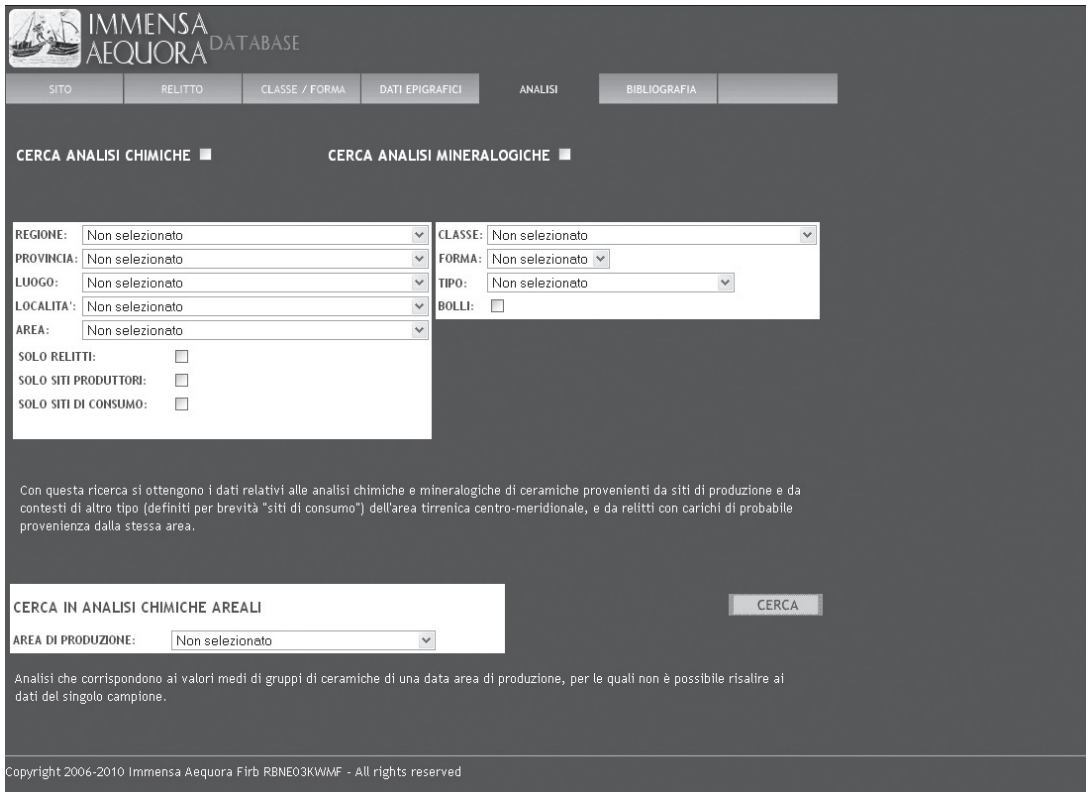 IMMENSA
AEQUORA DATABASE
SITO RELITTO CLASSE / FORMA DATI EPIGRAFICI ANALISI BIBLIOGRAFIA
CERCA ANALISI CHIMICHE CERCA ANALISI MINERALOGICHE
REGIONE: Non selezionato
PROVINCIA: Non selezionato
LUOGO: Non selezionato
LOCALITA': Non selezionato
AREA: Non selezionato
SOLO RELITTI:
SOLO SITI PRODUTTORI:
SOLO SITI DI CONSUMO:
CLASSE: Non selezionato
FORMA: Non selezionato
TIPO: Non selezionato
BOLLI:
Con questa ricerca si ottengono i dati relativi alle analisi chimiche e mineralogiche di ceramiche provenienti da siti di produzione e da
contesti di altro tipo (definiti per brevità "siti di consumo") dell'area tirrenica centro-meridionale, e da relitti con carichi di probabile
provenienza dalla stessa area.
CERCA IN ANALISI CHIMICHE AREALI
AREA DI PRODUZIONE: Non selezionato
CERCA
Analisi che corrispondono ai valori medi di gruppi di ceramiche di una data area di produzione, per le quali non è possibile risalire ai
dati del singolo campione.
Copyright 2006-2010 Immensa Aequora Firb RBNE03KWMF - All rights reserved